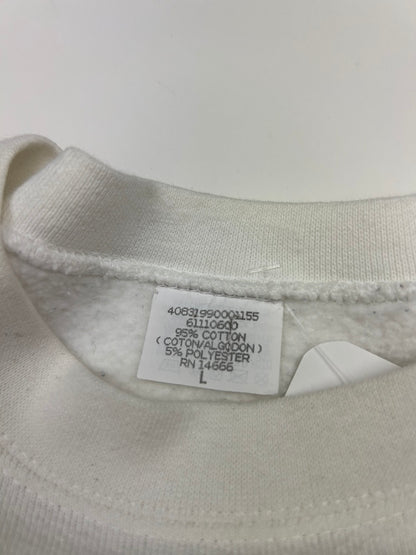 40831990001155
61110600
95% COTTON
(COTON/ALGODON)
5% POLYESTER
RN 14666
L